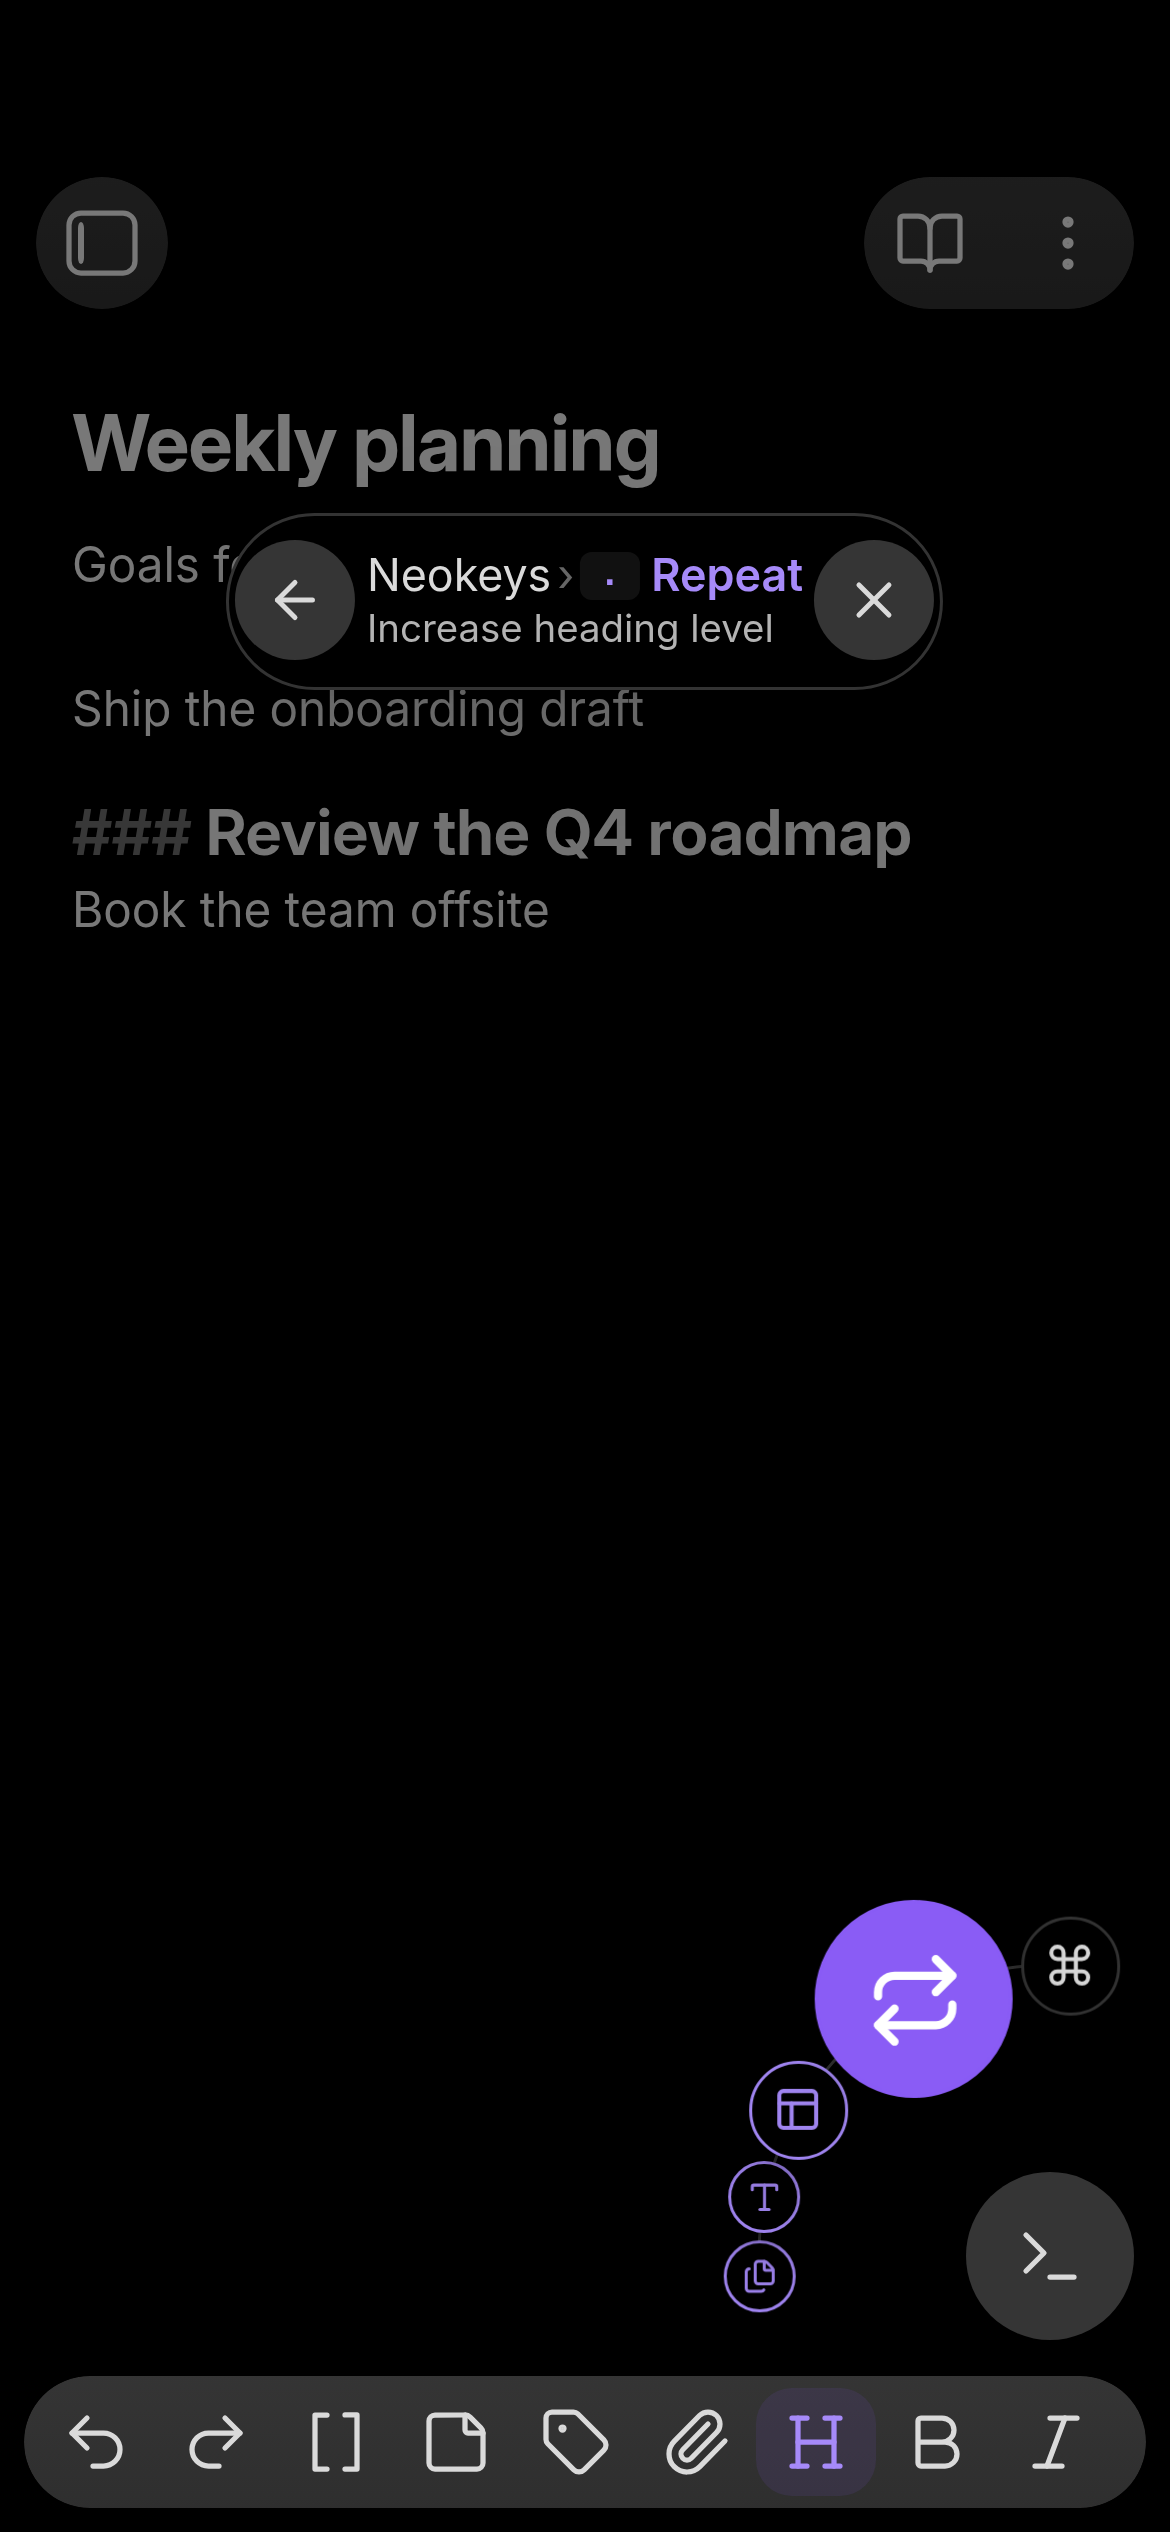 Weekly planning
Goals f
Neokeys › . Repeat
Increase heading level
Ship the onboarding draft
### Review the Q4 roadmap
Book the team offsite